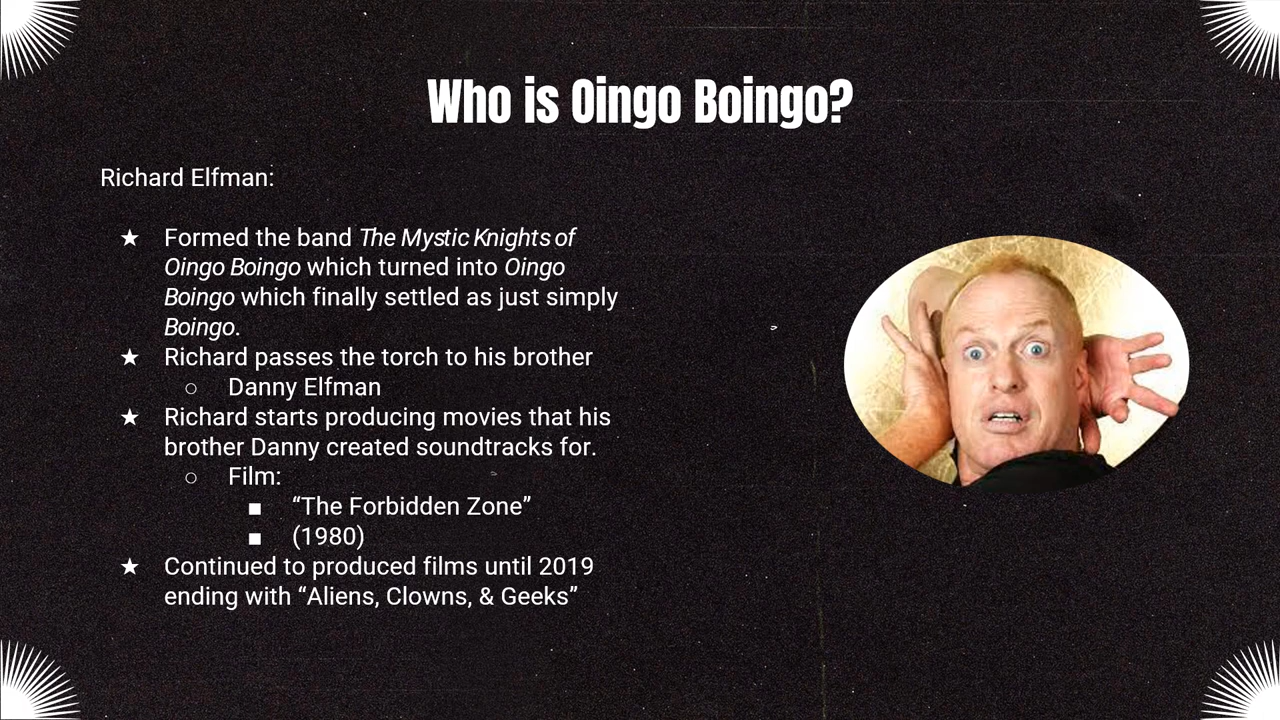 Who is Oingo Boingo?
Richard Elfman:
★ Formed the band The Mystic Knights of
Oingo Boingo which turned into Oingo
Boingo which finally settled as just simply
Boingo.
★ Richard passes the torch to his brother
○ Danny Elfman
★ Richard starts producing movies that his
brother Danny created soundtracks for.
○ Film:
■ “The Forbidden Zone”
■ (1980)
★ Continued to produced films until 2019
ending with “Aliens, Clowns, & Geeks”